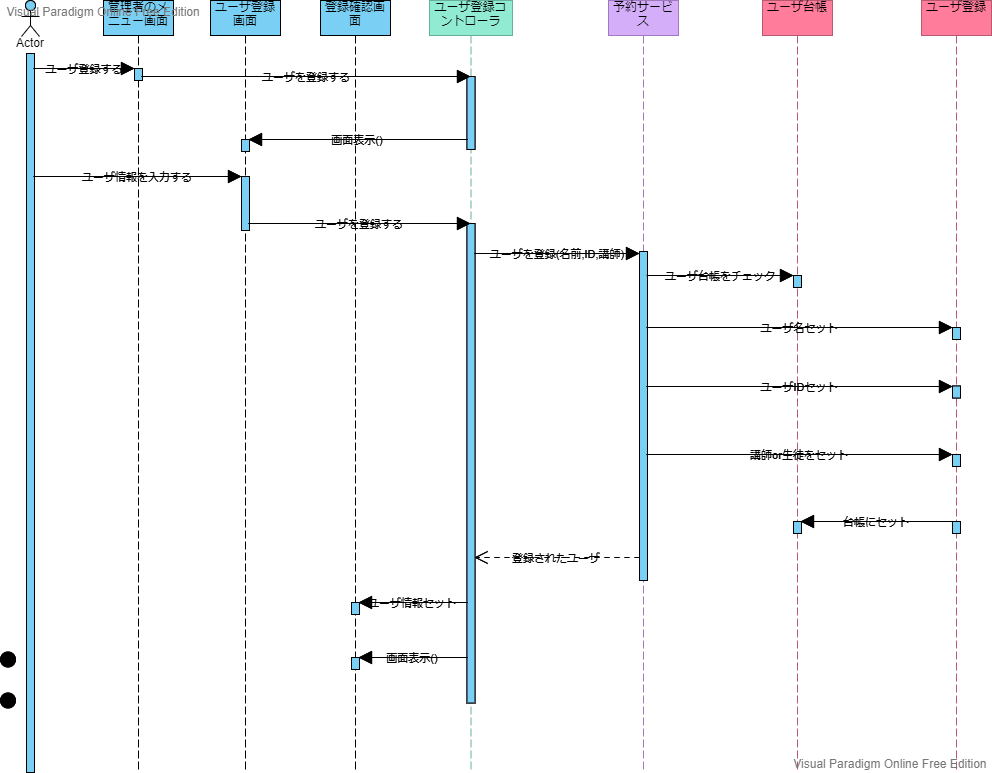 管理者のメ
ニュー画面
ユーザ登録
画面
登録確認画
面
ユーザ登録コ
ントローラ
予約サービ
ス
ユーザ台帳
ユーザ登録
Visual Paradigm Online Free Edition
Actor
ユーザ登録する
ユーザを登録する
画面表示()
ユーザ情報を入力する
ユーザを登録する
ユーザを登録(名前,ID,講師)
ユーザ台帳をチェック
ユーザ名セット
ユーザIDセット
講師or生徒をセット
台帳にセット
登録されたユーザ
ユーザ情報セット
画面表示()
Visual Paradigm Online Free Edition